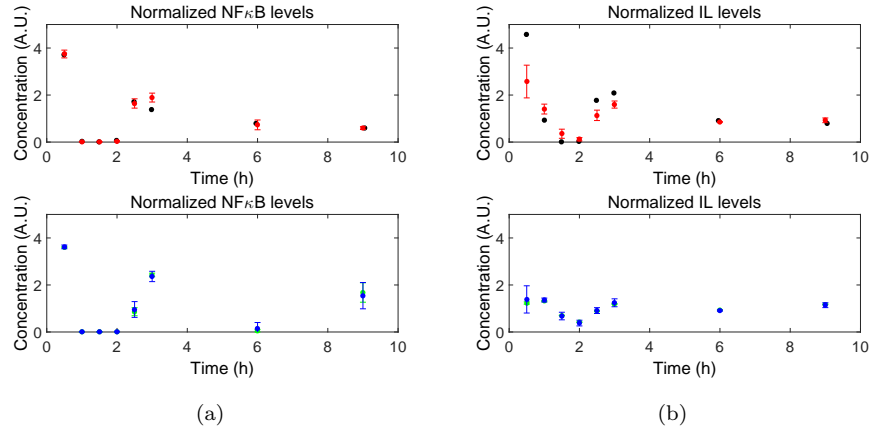 Normalized NFκB levels
Concentration (A.U.)
4
2
0
0 2 4 6 8 10
Time (h)
Normalized NFκB levels
Concentration (A.U.)
4
2
0
0 2 4 6 8 10
Time (h)
(a)
Normalized IL levels
Concentration (A.U.)
4
2
0
0 2 4 6 8 10
Time (h)
Normalized IL levels
Concentration (A.U.)
4
2
0
0 2 4 6 8 10
Time (h)
(b)